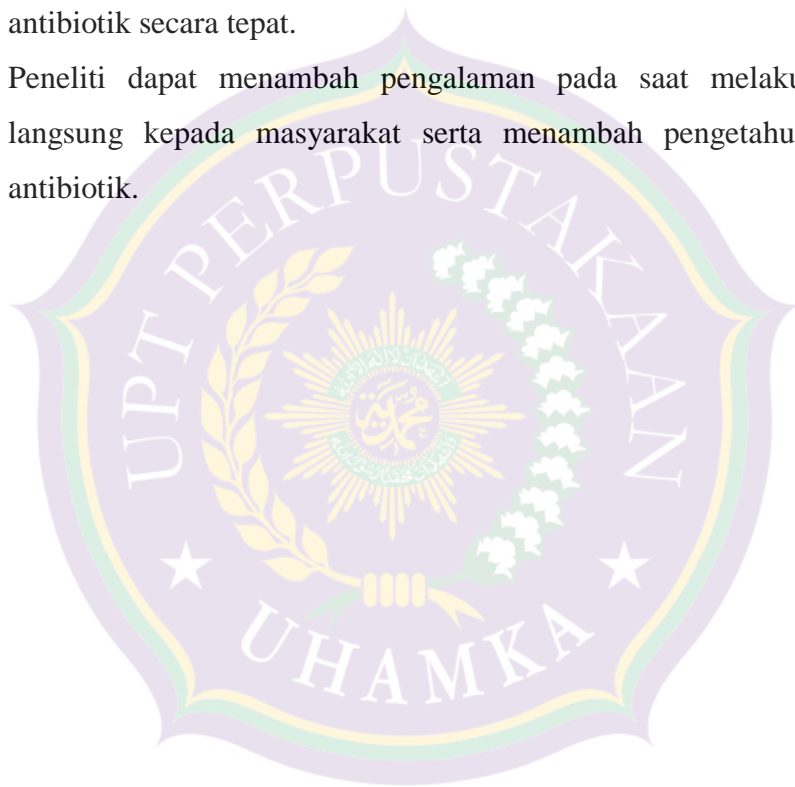 antibiotik secara tepat.
Peneliti dapat menambah pengalaman pada saat melaku
langsung kepada masyarakat serta menambah pengetahu
antibiotik.
UPT PERPUSTAKAAN
محمدية
UHAMKA